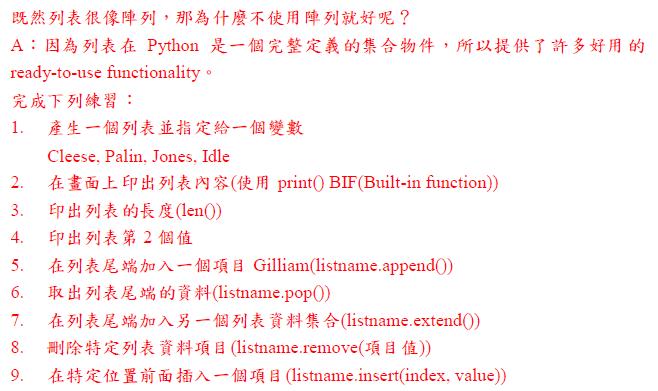 既然列表很像陣列，那為什麼不使用陣列就好呢？
A：因為列表在 Python 是一個完整定義的集合物件，所以提供了許多好用的
ready-to-use functionality。
完成下列練習：
1. 產生一個列表並指定給一個變數
Cleese, Palin, Jones, Idle
2. 在畫面上印出列表內容(使用 print() BIF(Built-in function))
3. 印出列表的長度(len())
4. 印出列表第 2 個值
5. 在列表尾端加入一個項目 Gilliam(listname.append())
6. 取出列表尾端的資料(listname.pop())
7. 在列表尾端加入另一個列表資料集合(listname.extend())
8. 刪除特定列表資料項目(listname.remove(項目值))
9. 在特定位置前面插入一個項目(listname.insert(index, value))